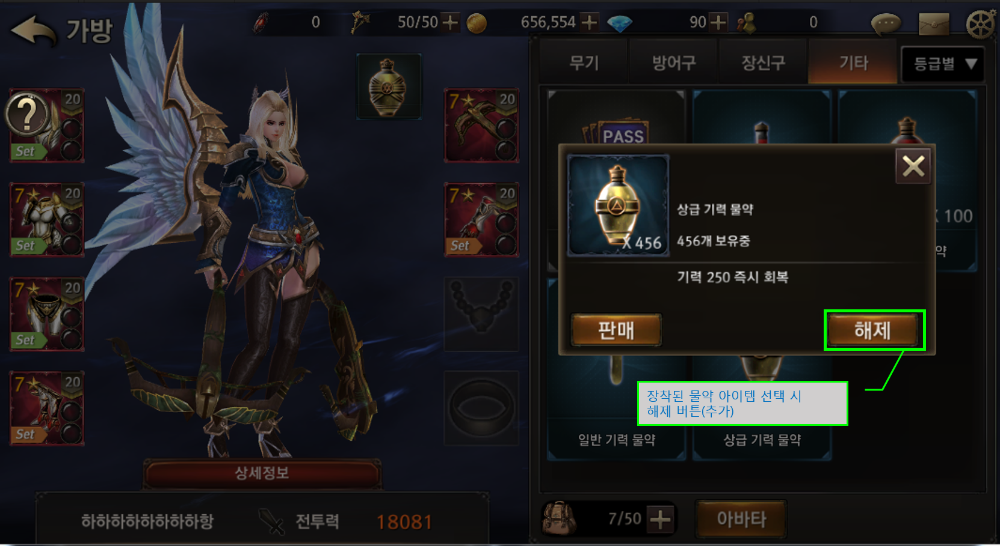 가방
0
50/50
656,554
90
0
무기
방어구
장신구
기타
등급별
20
Set
7 20
Set
7 20
Set
7 20
Set
7 20
7 20
Set
PASS
X 456
상급 기력 물약
456개 보유중
기력 250 즉시 회복
판매
해제
X 100
약
장착된 물약 아이템 선택 시
해제 버튼(추가)
일반 기력 물약
상급 기력 물약
상세정보
하하하하하하하하항
전투력
18081
7/50
아바타